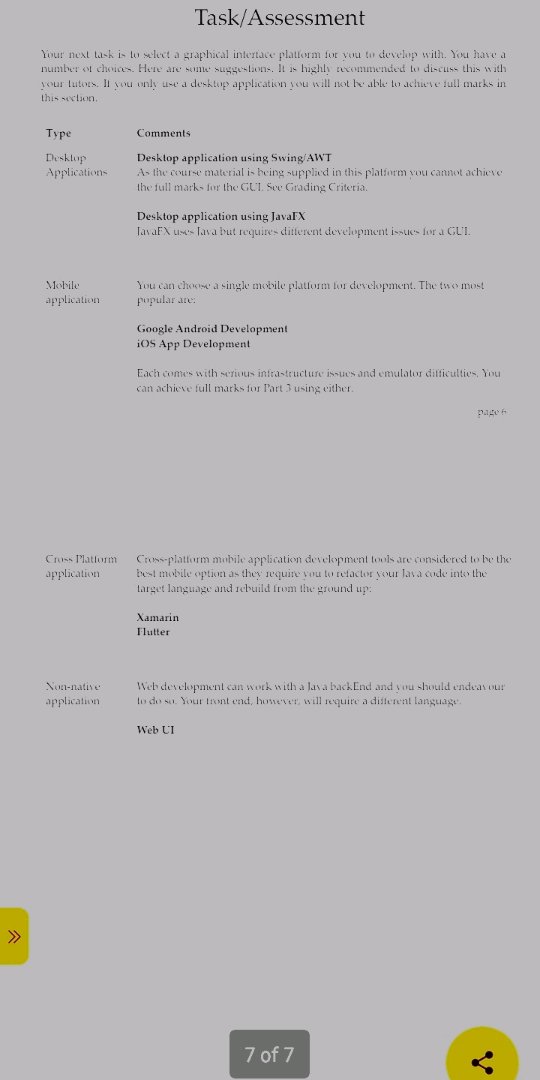 Task/Assessment
Your next task is to select a graphical interface platform for you to develop with. You have a
number of choices. Here are some suggestions. It is highly recommended to discuss this with
your tutors. If you only use a desktop application you will not be able to achieve full marks in
this section.
Type Comments
Desktop Applications
Desktop application using Swing/AWT
As the course material is being supplied in this platform you cannot achieve
the full marks for the GUI. See Grading Criteria.
Desktop application using JavaFX
JavaFX uses Java but requires different development issues for a GUI.
Mobile application
You can choose a single mobile platform for development. The two most
popular are:
Google Android Development
iOS App Development
Each comes with serious infrastructure issues and emulator difficulties. You
can achieve full marks for Part 3 using either.
page 6
Cross Platform application
Cross-platform mobile application development tools are considered to be the
best mobile option as they require you to refactor your Java code into the
target language and rebuild from the ground up:
Xamarin
Flutter
Non-native application
Web development can work with a Java backEnd and you should endeavour
to do so. Your front end, however, will require a different language.
Web UI
7 of 7